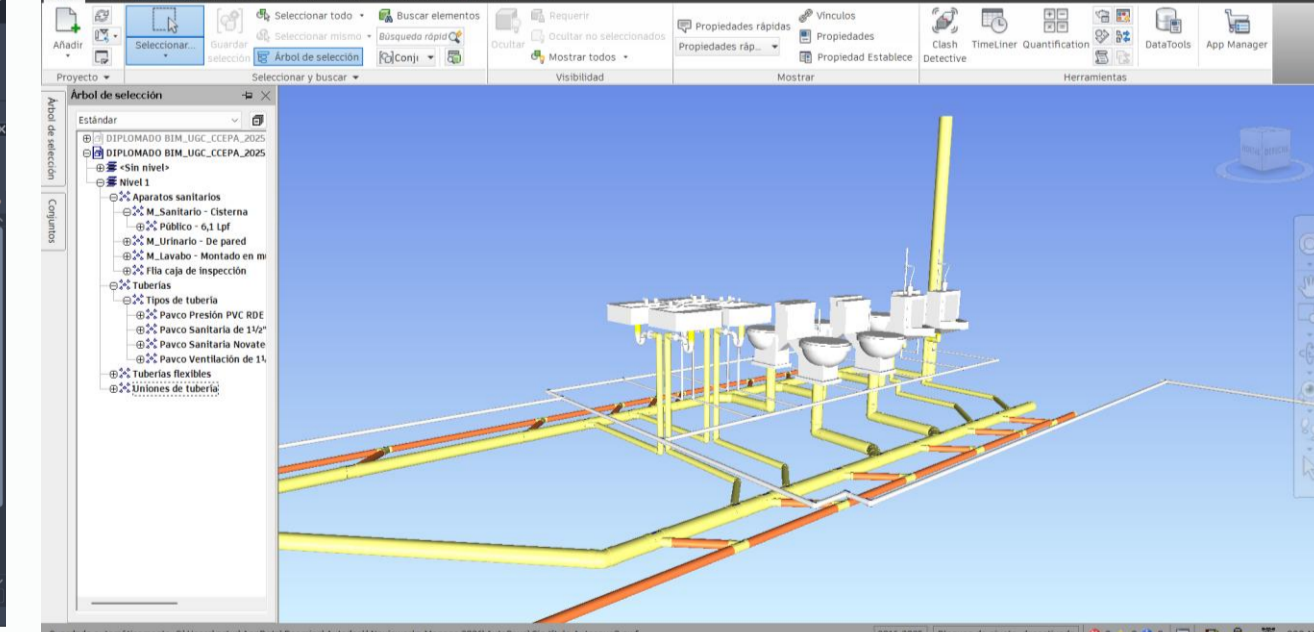 Seleccionar todo
Buscar elementos
Requerir
Propiedades rápidas
Vínculos
Seleccionar mismo
Búsqueda rápid
Ocultar no seleccionados
Propiedades ráp...
Propiedades
Árbol de selección
Conju
Mostrar todos
Propiedad Establece
Añadir
Seleccionar...
Guardar selección
Ocultar
Clash Detective
TimeLiner
Quantification
DataTools
App Manager
Proyecto
Seleccionar y buscar
Visibilidad
Mostrar
Herramientas
Árbol de selección
Conjuntos
Árbol de selección
Estándar
DIPLOMADO BIM_UGC_CCEPA_2025
DIPLOMADO BIM_UGC_CCEPA_2025
<Sin nivel>
Nivel 1
Aparatos sanitarios
M_Sanitario - Cisterna
Público - 6,1 Lpf
M_Urinario - De pared
M_Lavabo - Montado en
Flia caja de inspección
Tuberías
Tipos de tubería
Pavco Presión PVC RDE
Pavco Sanitaria de 1½"
Pavco Sanitaria Novate
Pavco Ventilación de
Tuberías flexibles
Uniones de tubería